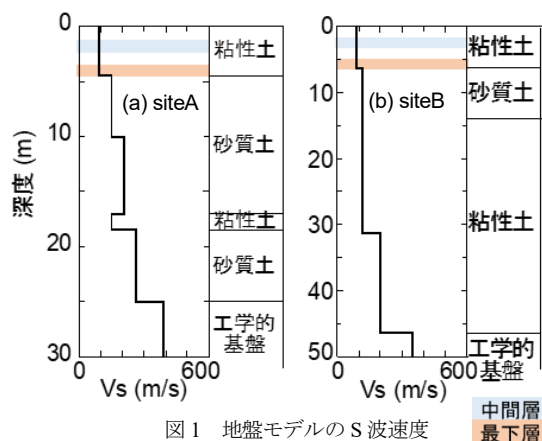 0
10
20
30
深度 (m)
(a) siteA
粘性土
砂質土
粘性土
砂質土
工学的
基盤
0
600
Vs (m/s)
0
10
20
30
40
50
(b) siteB
粘性土
砂質土
粘性土
工学的
基盤
0
600
Vs (m/s)
中間層
最下層
図1 地盤モデルの S 波速度